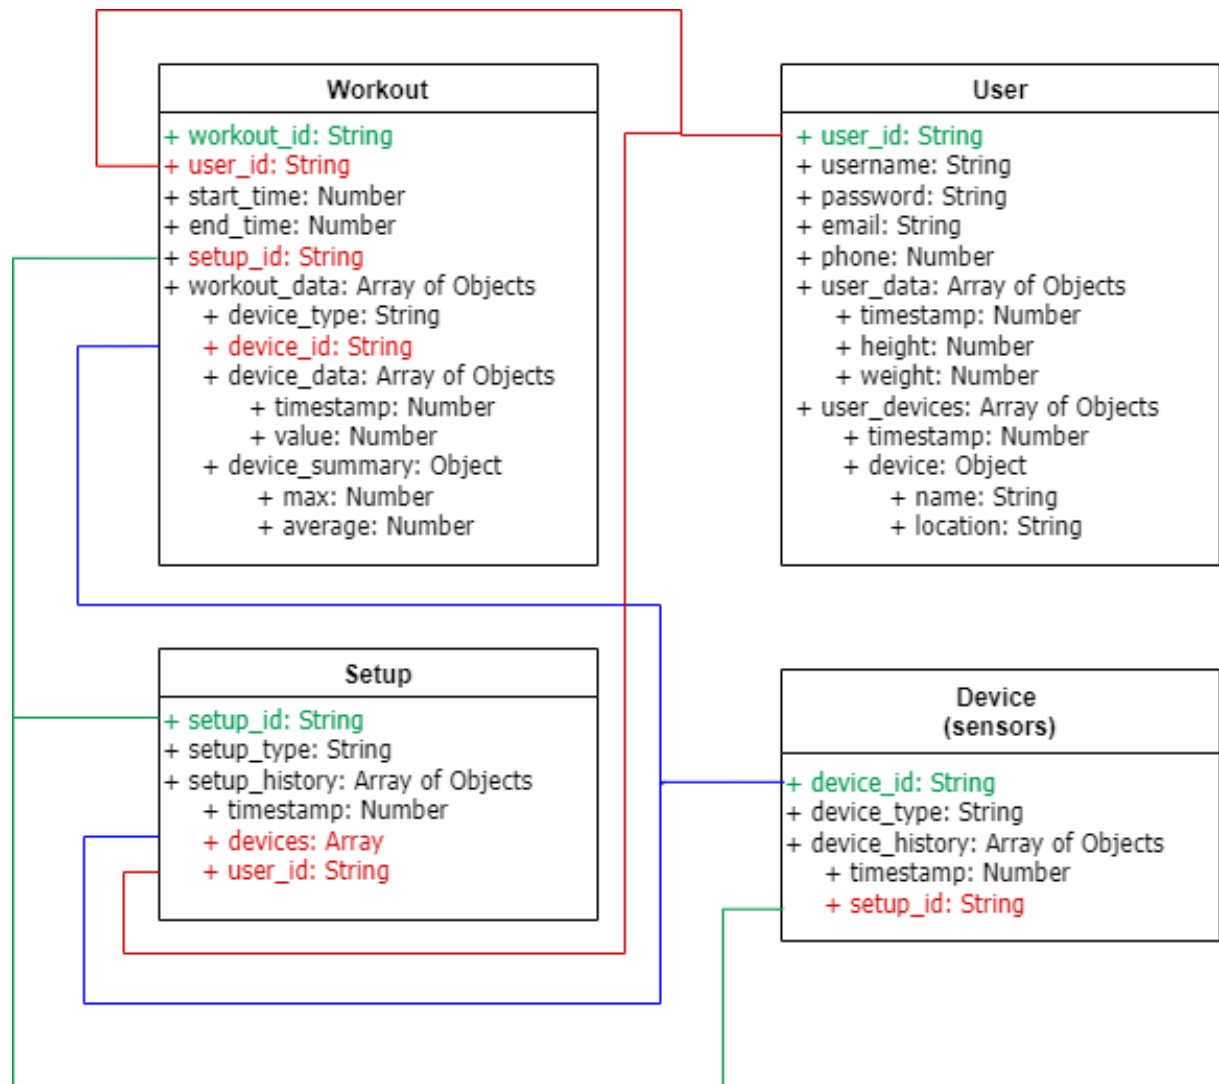 Workout
+ workout_id: String
+ user_id: String
+ start_time: Number
+ end_time: Number
+ setup_id: String
+ workout_data: Array of Objects
+ device_type: String
+ device_id: String
+ device_data: Array of Objects
+ timestamp: Number
+ value: Number
+ device_summary: Object
+ max: Number
+ average: Number
User
+ user_id: String
+ username: String
+ password: String
+ email: String
+ phone: Number
+ user_data: Array of Objects
+ timestamp: Number
+ height: Number
+ weight: Number
+ user_devices: Array of Objects
+ timestamp: Number
+ device: Object
+ name: String
+ location: String
Setup
+ setup_id: String
+ setup_type: String
+ setup_history: Array of Objects
+ timestamp: Number
+ devices: Array
+ user_id: String
Device
(sensors)
+ device_id: String
+ device_type: String
+ device_history: Array of Objects
+ timestamp: Number
+ setup_id: String